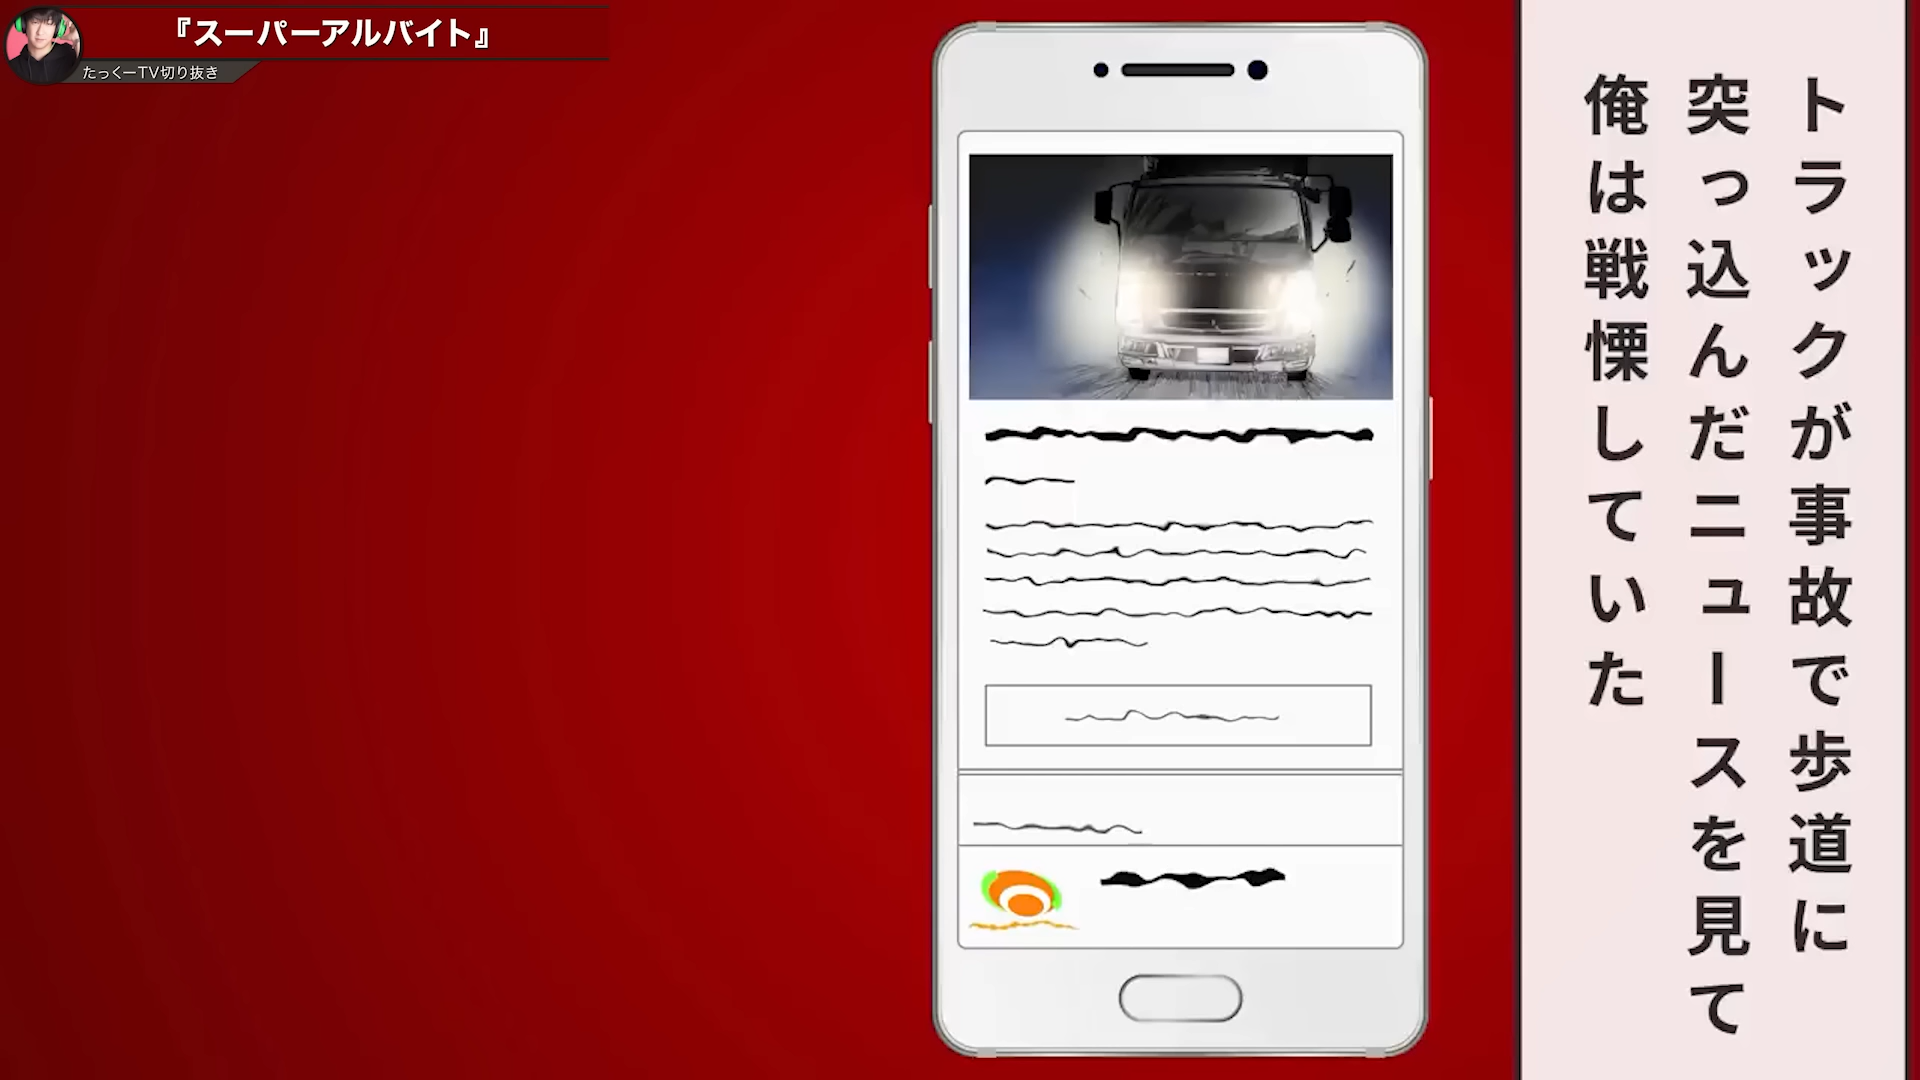 『スーパーアルバイト』
たっくーTV切り抜き
トラックが事故で歩道に
突っ込んだニュースを見て
俺は戦慄していた